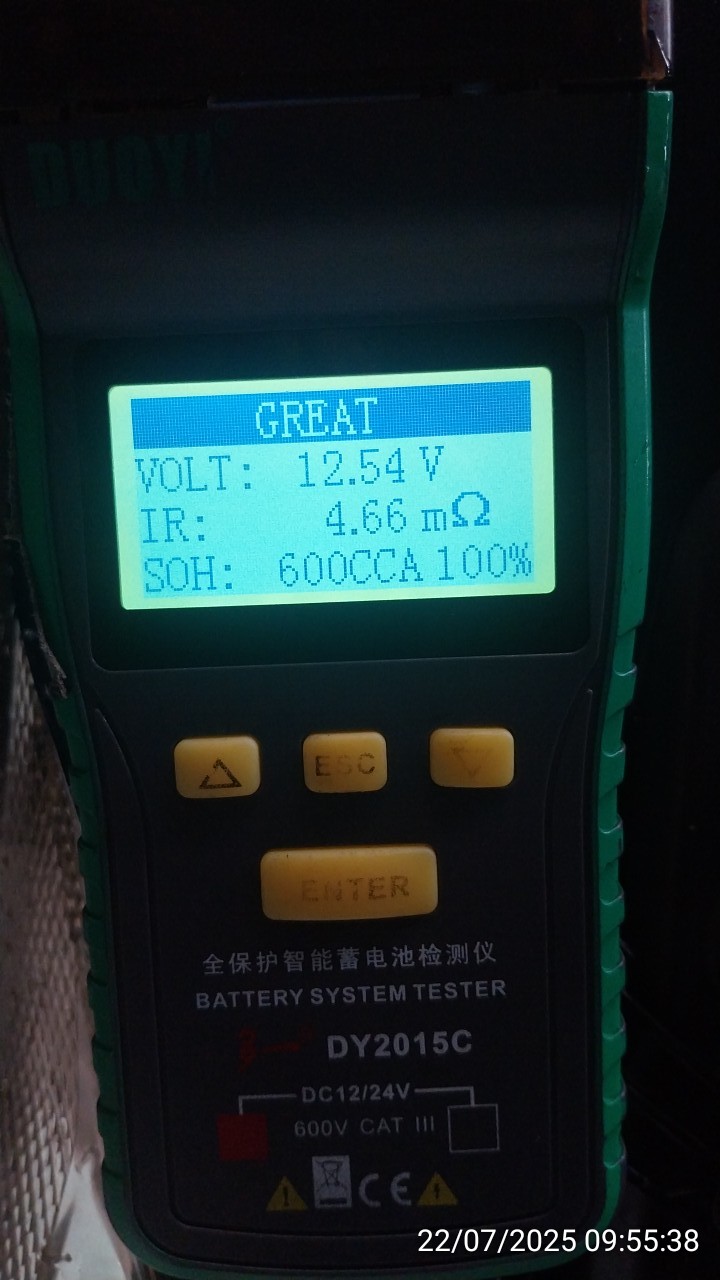 DUOYI
GREAT
VOLT: 12.54 V
IR: 4.66 mΩ
SOH: 600CCA 100%
ESC
ENTER
全保护智能蓄电池检测仪
BATTERY SYSTEM TESTER
DY2015C
DC12/24V
600V CAT III
CE
22/07/2025 09:55:38